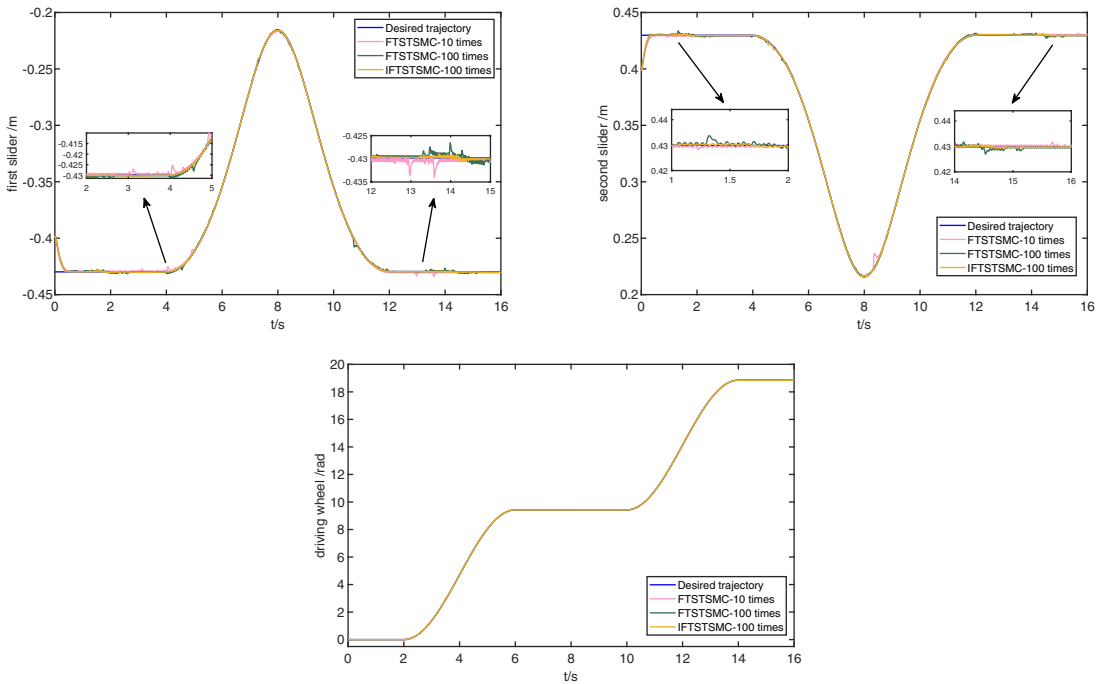 -0.2
-0.25
-0.3
-0.35
-0.4
-0.45
first slider /m
0 2 4 6 8 10 12 14 16
t/s
Desired trajectory
FTSTSMC-10 times
FTSTSMC-100 times
IFTSTSMC-100 times
-0.415
-0.42
-0.425
-0.43
2 3 4 5
-0.425
-0.43
-0.435
12 13 14 15
0.45
0.4
0.35
0.3
0.25
0.2
second slider /m
0 2 4 6 8 10 12 14 16
t/s
0.44
0.43
0.42
1 1.5 2
0.44
0.43
0.42
14 15 16
Desired trajectory
FTSTSMC-10 times
FTSTSMC-100 times
IFTSTSMC-100 times
20
18
16
14
12
10
8
6
4
2
0
driving wheel /rad
0 2 4 6 8 10 12 14 16
t/s
Desired trajectory
FTSTSMC-10 times
FTSTSMC-100 times
IFTSTSMC-100 times